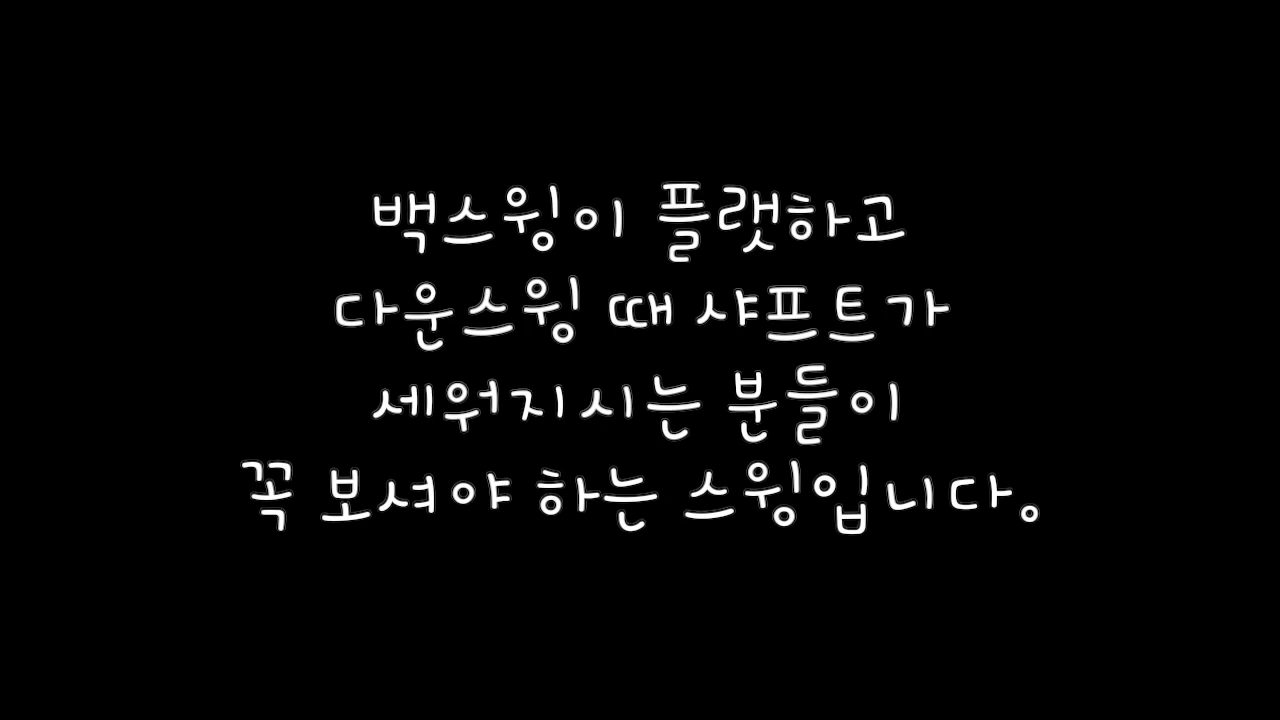 백스윙이 플랫하고
다운스윙 때 샤프트가
세워지시는 분들이
꼭 보셔야 하는 스윙입니다。